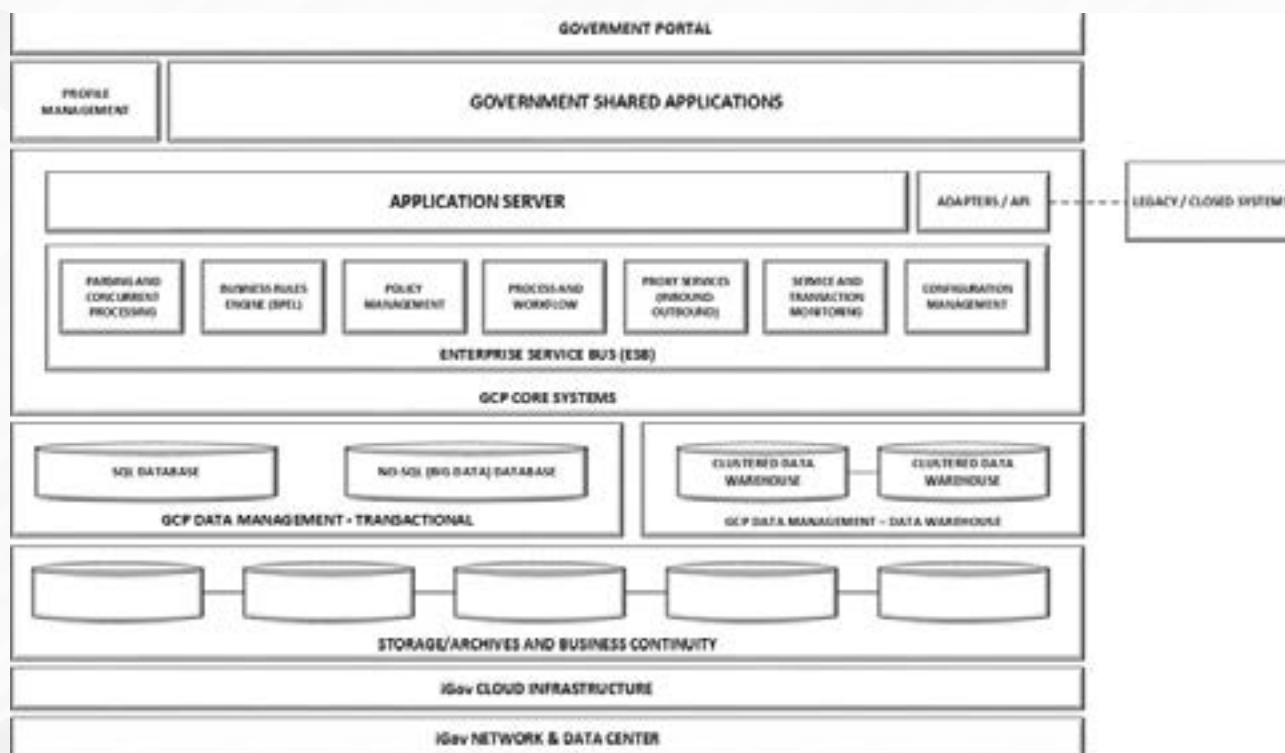 GOVERMENT PORTAL
PROFILE
MANAGEMENT
GOVERNMENT SHARED APPLICATIONS
APPLICATION SERVER
ADAPTERS / API
LEGACY / CLOSED SYSTEMS
PARSING AND
CONCURRENT
PROCESSING
BUSINESS RULES
ENGINE (BPEL)
POLICY
MANAGEMENT
PROCESS AND
WORKFLOW
PROXY SERVICES
(INBOUND
OUTBOUND)
SERVICE AND
TRANSACTION
MONITORING
CONFIGURATION
MANAGEMENT
ENTERPRISE SERVICE BUS (ESB)
GCP CORE SYSTEMS
SQL DATABASE
NO-SQL (BIG DATA) DATABASE
CLUSTERED DATA
WAREHOUSE
CLUSTERED DATA
WAREHOUSE
GCP DATA MANAGEMENT - TRANSACTIONAL
GCP DATA MANAGEMENT – DATA WAREHOUSE
STORAGE/ARCHIVES AND BUSINESS CONTINUITY
iGov CLOUD INFRASTRUCTURE
iGov NETWORK & DATA CENTER